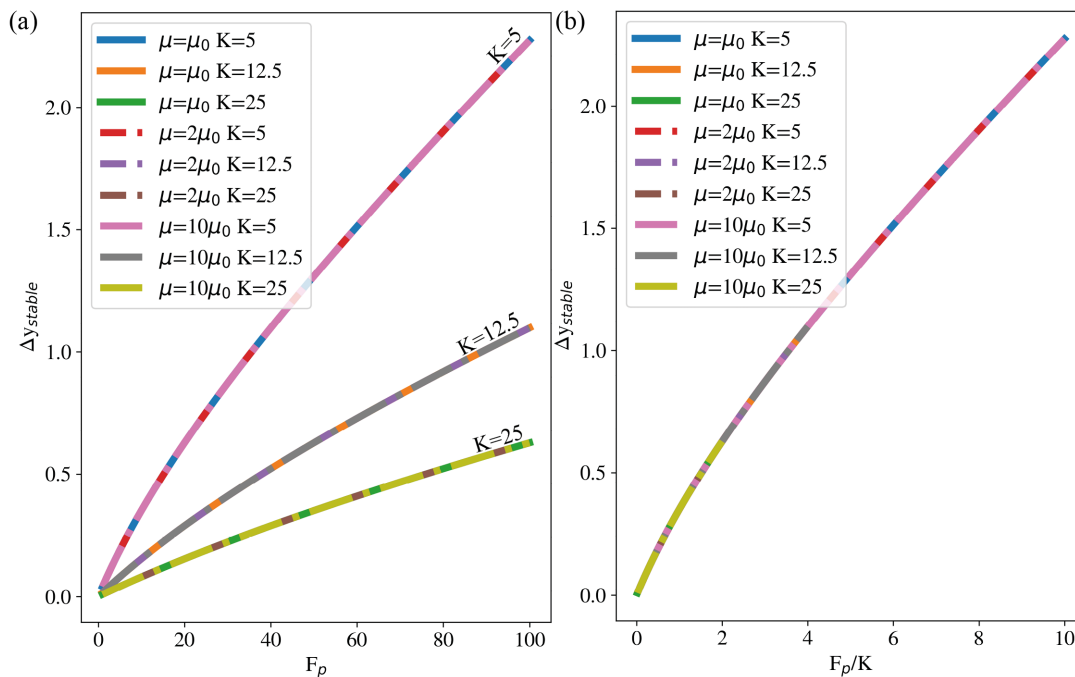 (a)
μ=μ₀ K=5
μ=μ₀ K=12.5
μ=μ₀ K=25
μ=2μ₀ K=5
μ=2μ₀ K=12.5
μ=2μ₀ K=25
μ=10μ₀ K=5
μ=10μ₀ K=12.5
μ=10μ₀ K=25
K=5
K=12.5
K=25
Δy_stable
2.0
1.5
1.0
0.5
0.0
0 20 40 60 80 100
F_p
(b)
μ=μ₀ K=5
μ=μ₀ K=12.5
μ=μ₀ K=25
μ=2μ₀ K=5
μ=2μ₀ K=12.5
μ=2μ₀ K=25
μ=10μ₀ K=5
μ=10μ₀ K=12.5
μ=10μ₀ K=25
Δy_stable
2.0
1.5
1.0
0.5
0.0
0 2 4 6 8 10
F_p/K